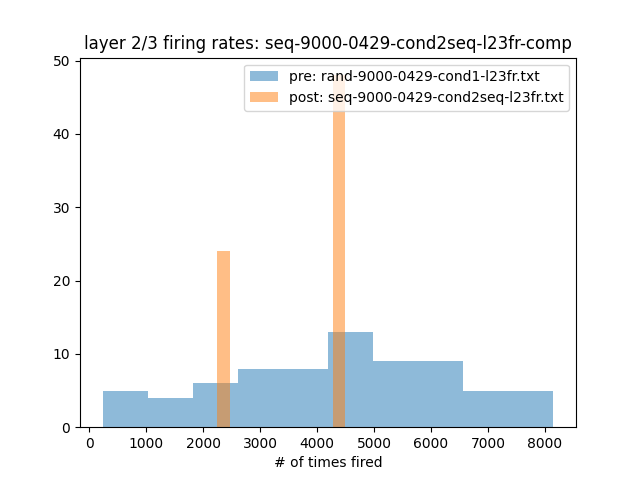 layer 2/3 firing rates: seq-9000-0429-cond2seq-l23fr-comp
pre: rand-9000-0429-cond1-l23fr.txt
post: seq-9000-0429-cond2seq-l23fr.txt
50
40
30
20
10
0
0 1000 2000 3000 4000 5000 6000 7000 8000
# of times fired